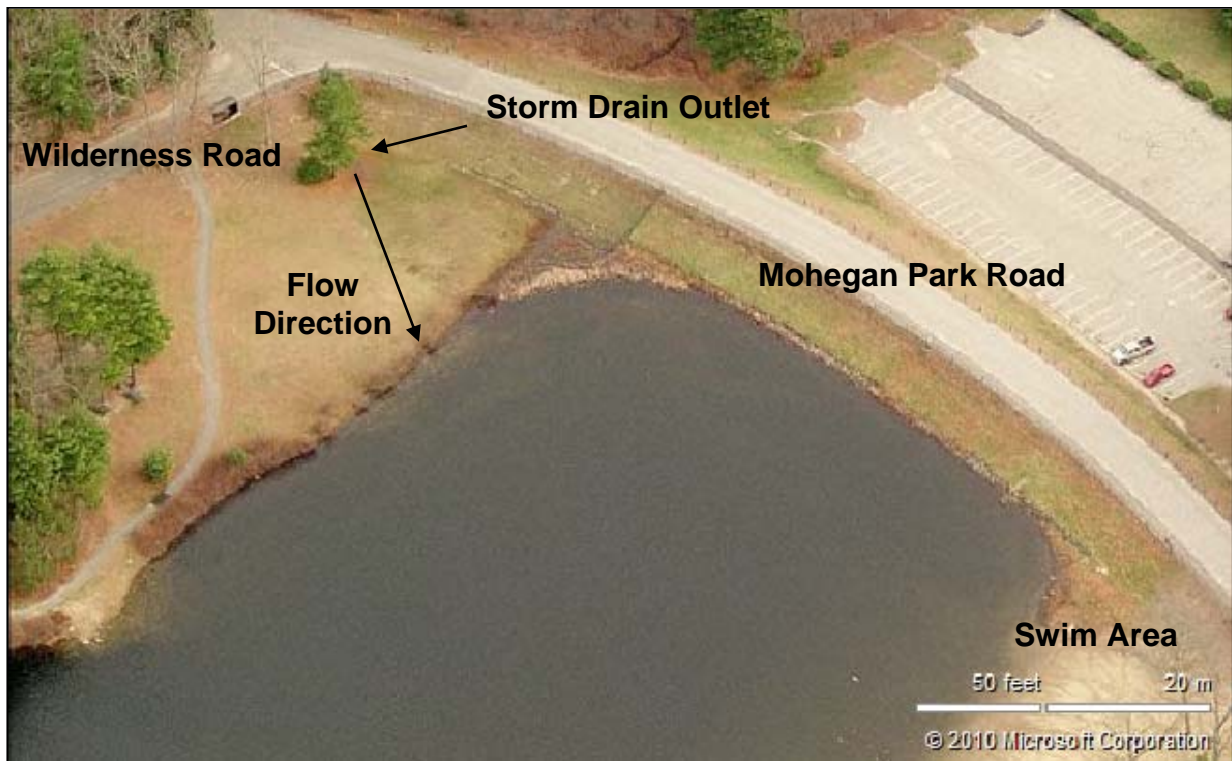 Storm Drain Outlet
Wilderness Road
Mohegan Park Road
Flow
Direction
Swim Area
50 feet 20 m
© 2010 Microsoft Corporation